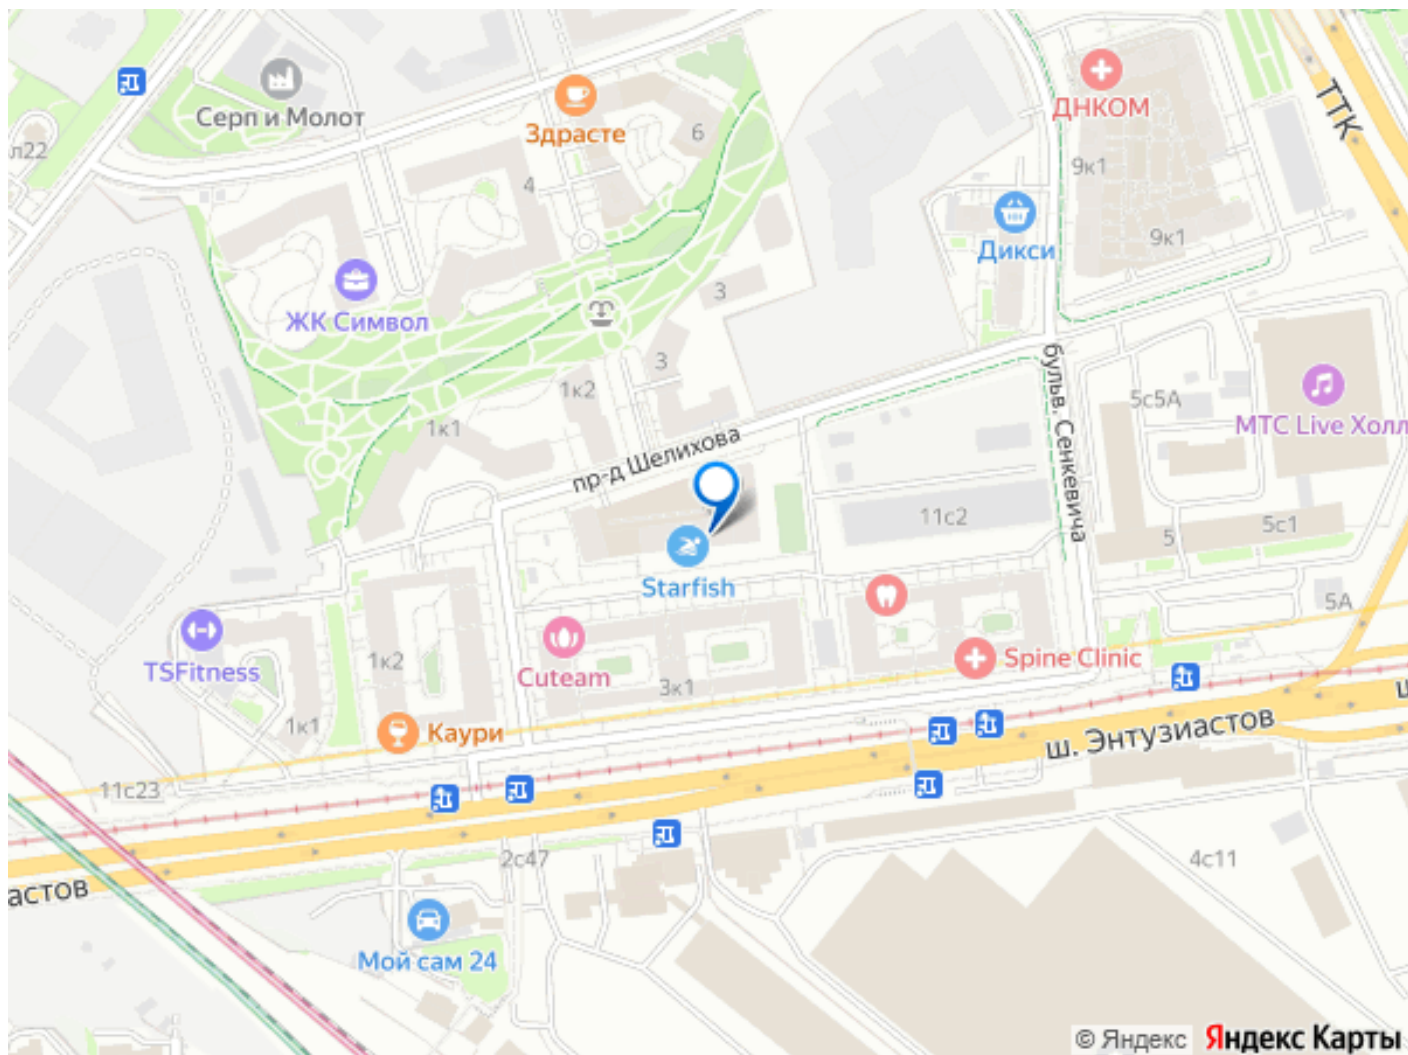 ДНКОМ
ТТК
Серп и Молот
Здрасте
6
л22
9к1
4
9к1
Дикси
3
ЖК Символ
3
1к2
бульв. Сенкевича
5с5А
МТС Live Холл
1к1
пр-д Шелихова
11с2
5с1
5
Starfish
5А
TSFitness
1к2
Cuteam
Spine Clinic
3к1
1к1
Каури
ш. Энтузиастов
11с23
2с47
4с11
астов
Мой сам 24
© Яндекс Яндекс Карты